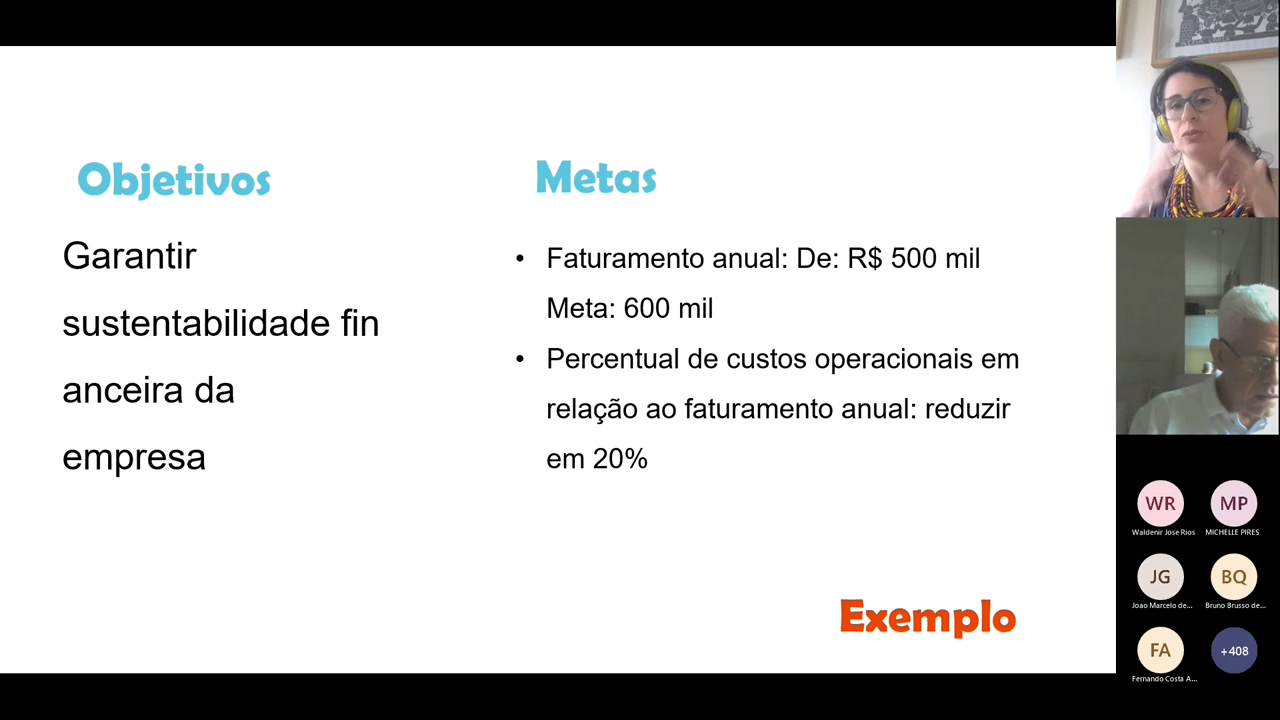 Objetivos
Garantir
sustentabilidade fin
anceira da
empresa
Metas
• Faturamento anual: De: R$ 500 mil
Meta: 600 mil
• Percentual de custos operacionais em
relação ao faturamento anual: reduzir
em 20%
Exemplo
WR
Waldenir Jose Rios
MP
MICHELLE PIRES
JG
Joao Marcelo de...
BQ
Bruno Brusso de...
FA
Fernando Costa A...
+408